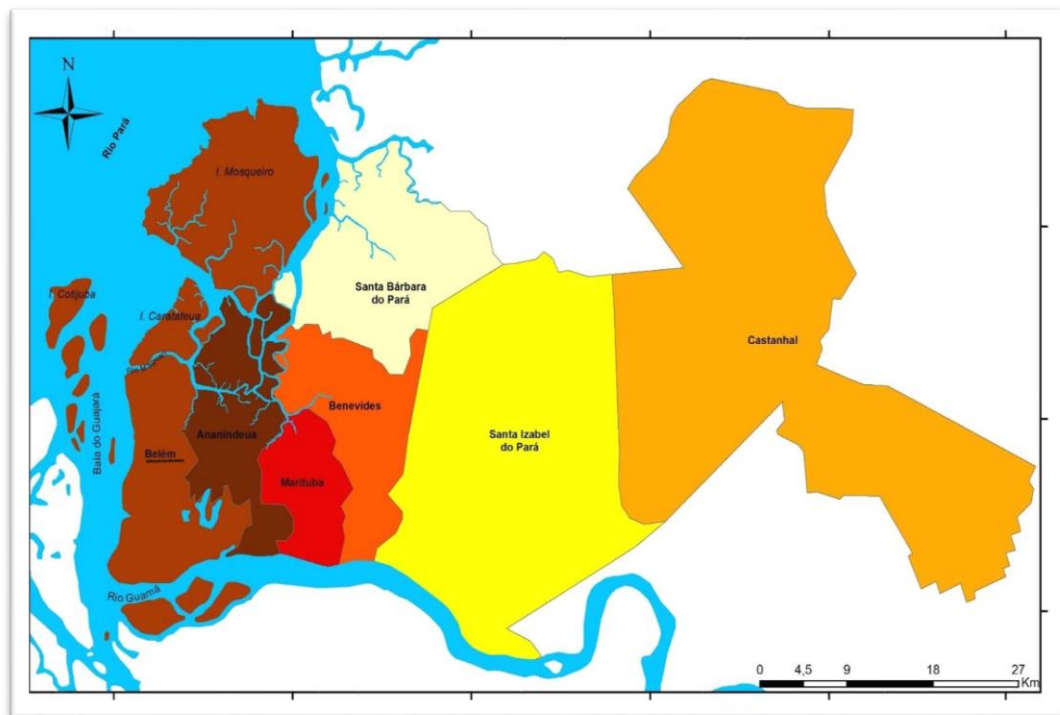 N
Rio Pará
I. Mosqueiro
Santa Bárbara
do Pará
I. Cotijuba
I. Caratateua
Castanhal
Benevides
Baía do Guajará
Ananindeua
Santa Izabel
do Pará
Belém
Marituba
Rio Guamá
0 4,5 9 18 27
Km